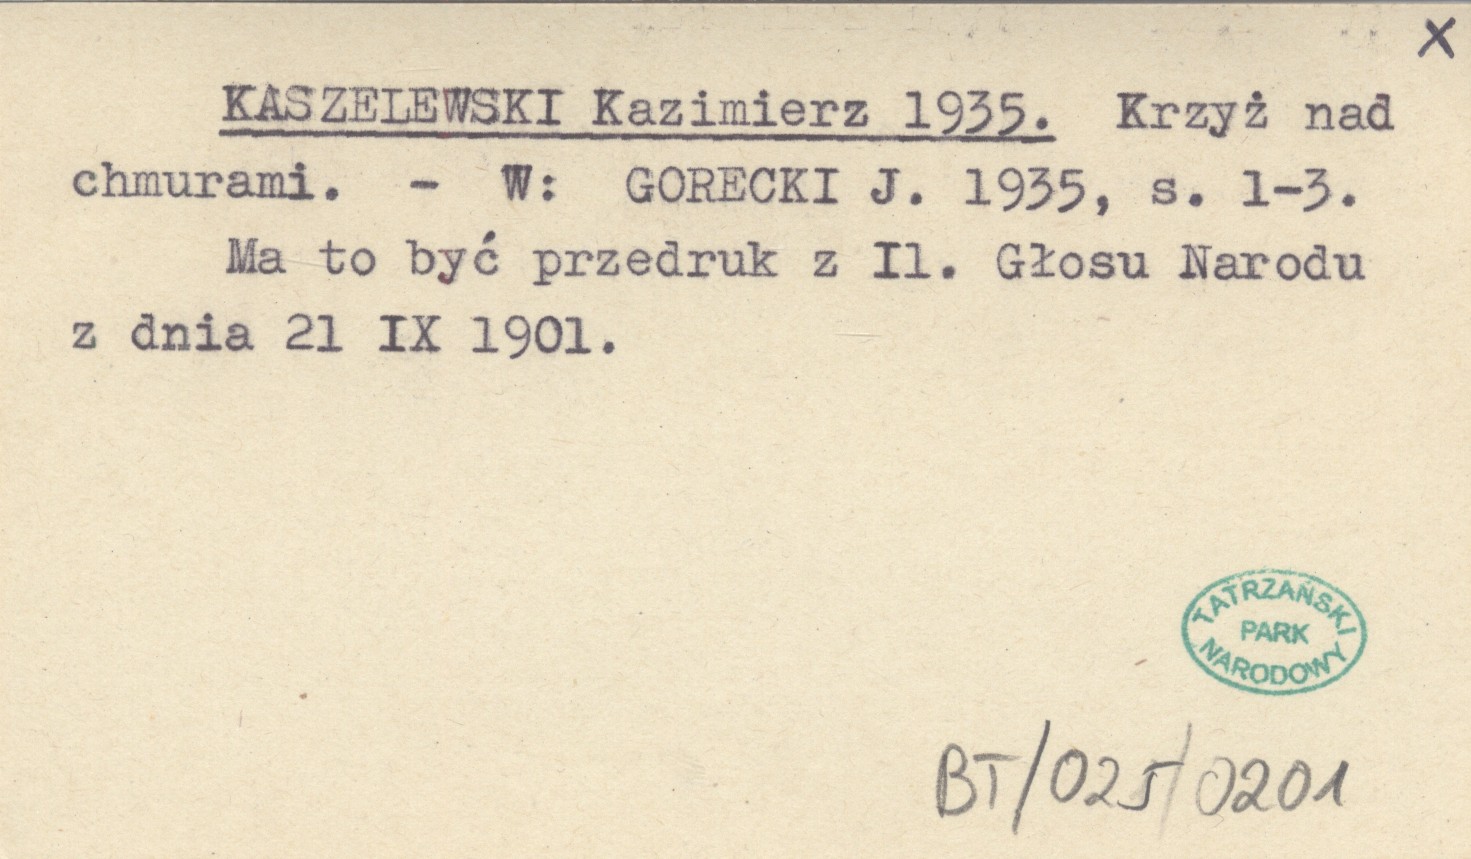 X
KASZELEWSKI Kazimierz 1935. Krzyż nad
chmurami. - W: GORECKI J. 1935, s. 1-3.
Ma to być przedruk z Il. Głosu Narodu
z dnia 21 IX 1901.
TATRZAŃSKI
PARK
NARODOWY
BT/025/0201